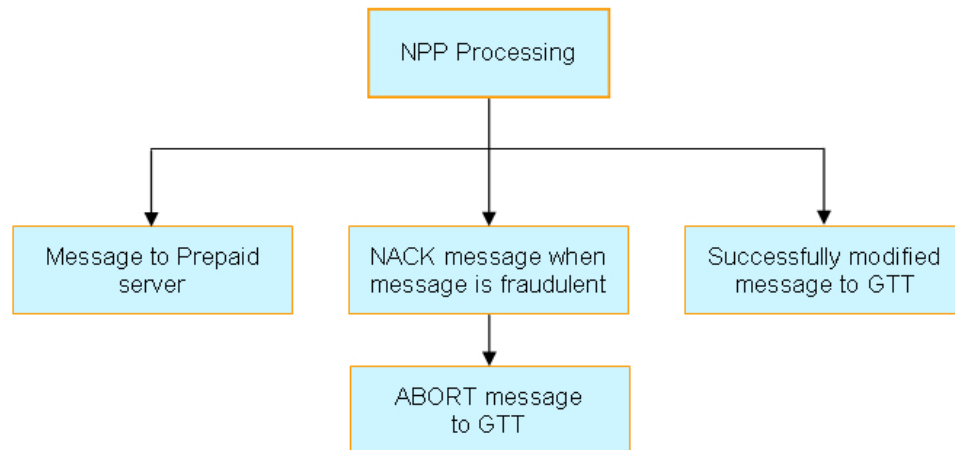 NPP Processing
Message to Prepaid
server
NACK message when
message is fraudulent
Successfully modified
message to GTT
ABORT message
to GTT